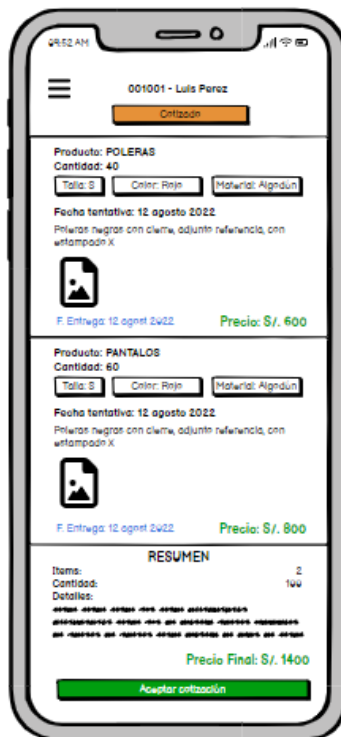 09:52 AM
001001 - Luis Perez
Cotizado
Producto: POLERAS
Cantidad: 40
Talla: S Color: Rojo Material: Algodón
Fecha tentativa: 12 agosto 2022
Poleras negras con cierre, adjunto referencia, con
estampado X
F. Entrega: 12 agost 2022 Precio: S/. 600
Producto: PANTALOS
Cantidad: 60
Talla: S Color: Rojo Material: Algodón
Fecha tentativa: 12 agosto 2022
Poleras negras con cierre, adjunto referencia, con
estampado X
F. Entrega: 12 agost 2022 Precio: S/. 800
RESUMEN
Items: 2
Cantidad: 100
Detalles:
Precio Final: S/. 1400
Aceptar cotización